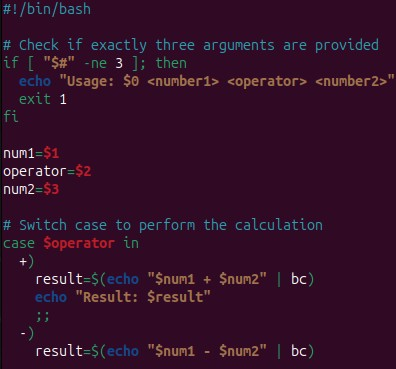 #!/bin/bash

# Check if exactly three arguments are provided
if [ "$#" -ne 3 ]; then
  echo "Usage: $0 <number1> <operator> <number2>"
  exit 1
fi

num1=$1
operator=$2
num2=$3

# Switch case to perform the calculation
case $operator in
  +)
    result=$(echo "$num1 + $num2" | bc)
    echo "Result: $result"
    ;;
  -)
    result=$(echo "$num1 - $num2" | bc)